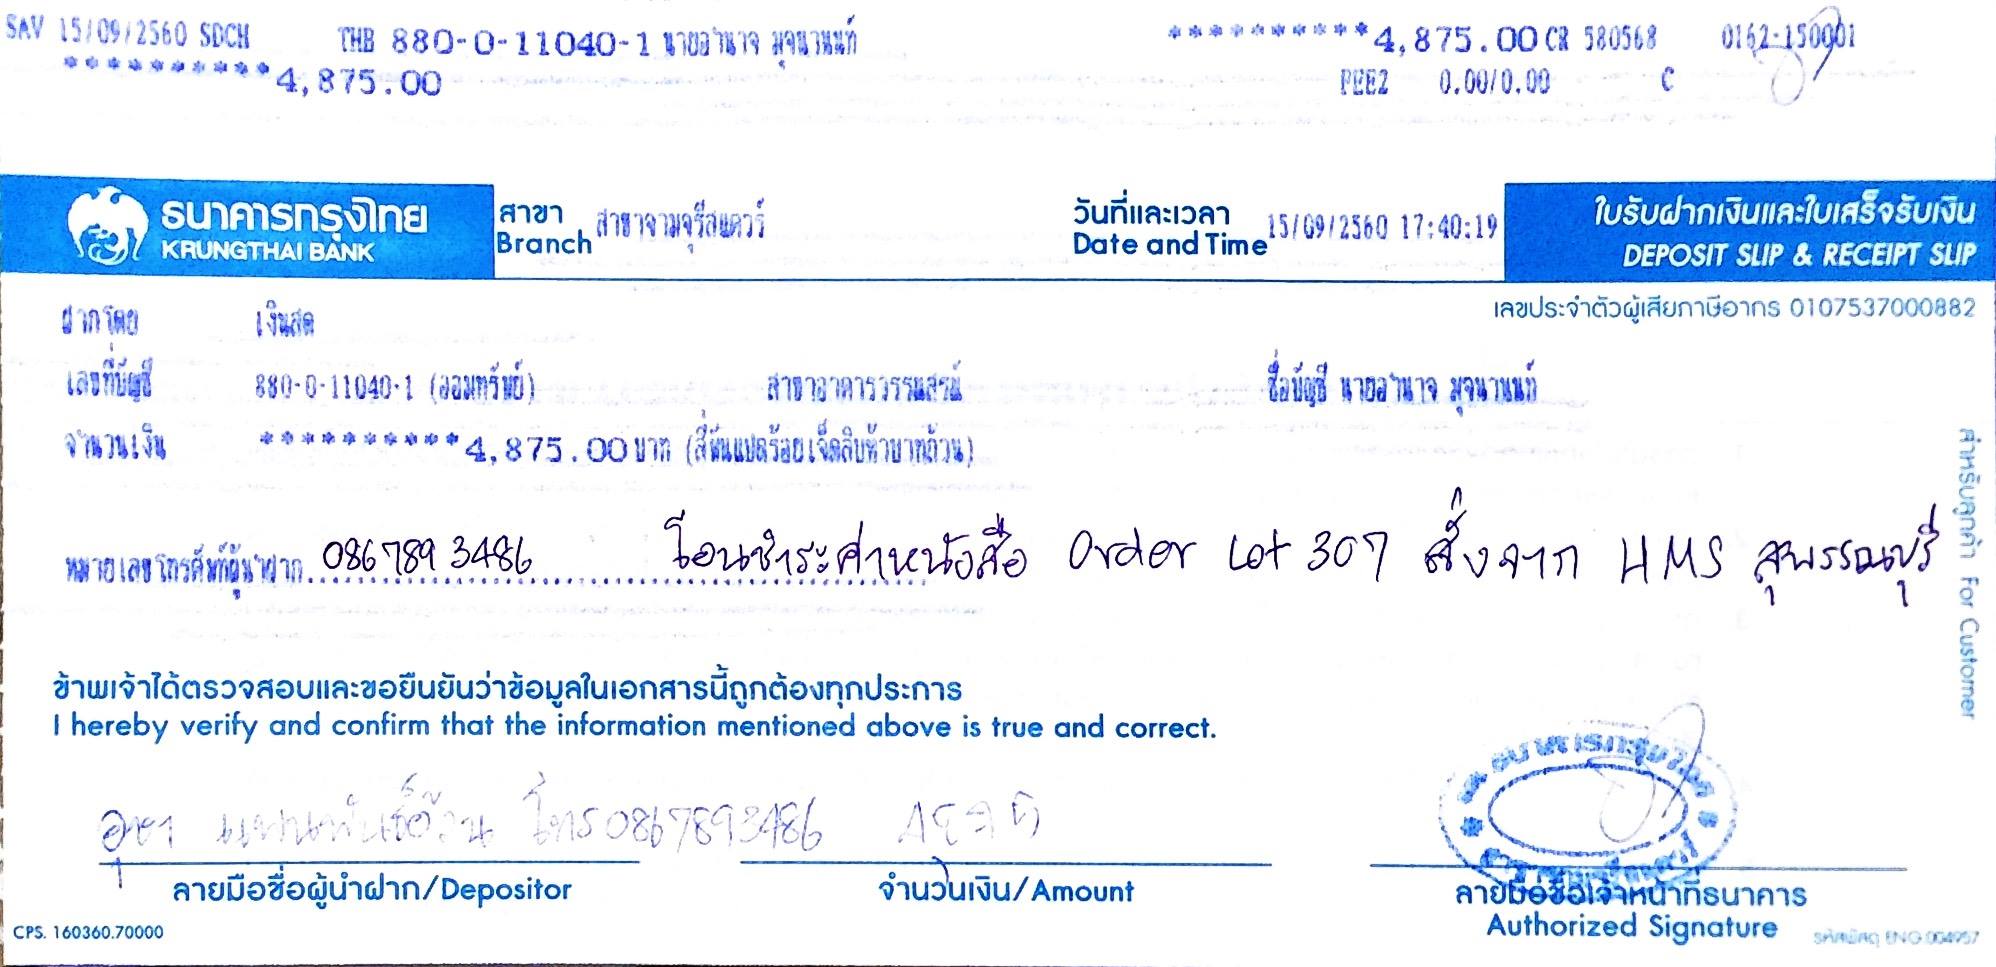 SAV 15/09/2560 SDCH THB 880-0-11040-1 นายอำนาจ มุจนานนท์ **********4,875.00 CR 580568 0162-150001
**********4,875.00 FEE2 0.00/0.00 C
ธนาคารกรุงไทย
KRUNGTHAI BANK
สาขา สาขาจามจุรีสแควร์
Branch
วันที่และเวลา 15/09/2560 17:40:19
Date and Time
ใบรับฝากเงินและใบเสร็จรับเงิน
DEPOSIT SLIP & RECEIPT SLIP
เลขประจำตัวผู้เสียภาษีอากร 0107537000882
ฝากโดย เงินสด
เลขที่บัญชี 880-0-11040-1 (ออมทรัพย์) สาขาอาคารวรรณสรณ์ ชื่อบัญชี นายอำนาจ มุจนานนท์
จำนวนเงิน **********4,875.00 บาท (สี่พันแปดร้อยเจ็ดสิบห้าบาทถ้วน)
หมายเลขโทรศัพท์ผู้นำฝาก 0867893486 โอนชำระค่าหนังสือ Order Lot 307 สั่งจาก HMS สุพรรณบุรี
สำหรับลูกค้า For Customer
ข้าพเจ้าได้ตรวจสอบและขอยืนยันว่าข้อมูลในเอกสารนี้ถูกต้องทุกประการ
I hereby verify and confirm that the information mentioned above is true and correct.
โทร 0867893486
ลายมือชื่อผู้นำฝาก/Depositor
จำนวนเงิน/Amount
ธนาคารกรุงไทย
ลายมือชื่อเจ้าหน้าที่ธนาคาร
Authorized Signature
CPS. 160360.70000
รหัสพัสดุ ENG 004957